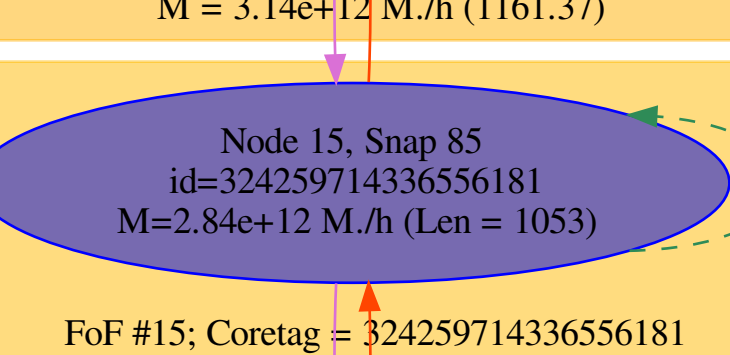 M = 3.14e+12 M./h (1161.37)
Node 15, Snap 85
id=324259714336556181
M=2.84e+12 M./h (Len = 1053)
FoF #15; Coretag = 324259714336556181